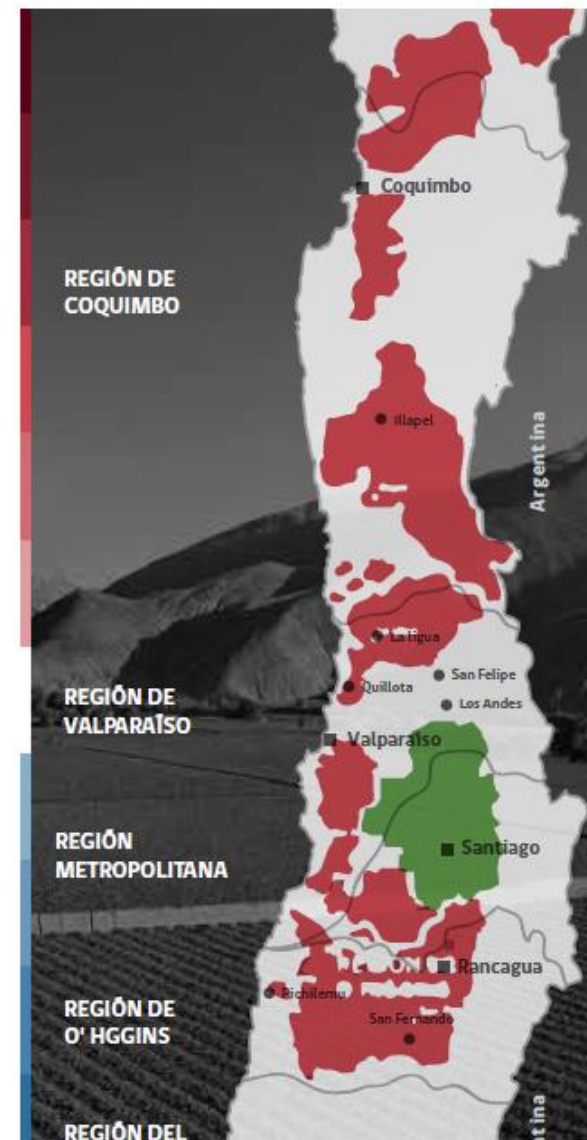 Coquimbo
REGIÓN DE
COQUIMBO
Illapel
Argentina
La ligua
San Felipe
Quillota
Los Andes
REGIÓN DE
VALPARAÍSO
Valparaíso
REGIÓN
METROPOLITANA
Santiago
Rancagua
Pichilemu
REGIÓN DE
O' HGGINS
San Fernando
REGIÓN DEL